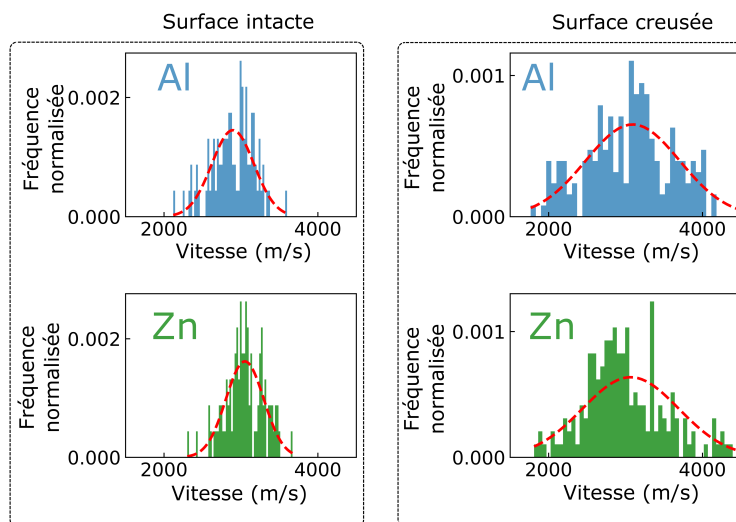 Surface intacte
Surface creusée
Al
Fréquence
normalisée
0.002
0.000
2000
4000
Vitesse (m/s)
Al
Fréquence
normalisée
0.001
0.000
2000
4000
Vitesse (m/s)
Zn
Fréquence
normalisée
0.002
0.000
2000
4000
Vitesse (m/s)
Zn
Fréquence
normalisée
0.001
0.000
2000
4000
Vitesse (m/s)